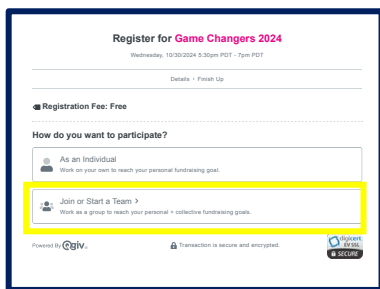 Register for Game Changers 2024
Wednesday, 10/30/2024 5:30pm PDT - 7pm PDT
Details • Finish Up
Registration Fee: Free
How do you want to participate?
As an Individual
Work on your own to reach your personal fundraising goal.
Join or Start a Team >
Work as a group to reach your personal + collective fundraising goals.
Powered By Qgiv
Transaction is secure and encrypted.
digicert
EV SSL
SECURE